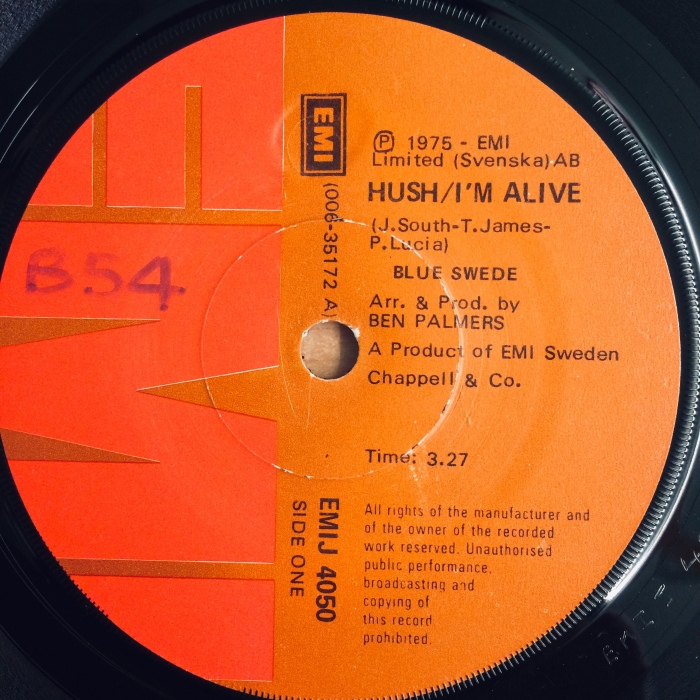 EMI
Ⓟ 1975 - EMI
Limited (Svenska) AB
HUSH/I'M ALIVE
(J.South-T.James-
P.Lucia)
BLUE SWEDE
Arr. & Prod. by
BEN PALMERS
A Product of EMI Sweden
Chappell & Co.
Time: 3.27
(006-35172 A)
B54
EMIJ 4050
SIDE ONE
All rights of the manufacturer and
of the owner of the recorded
work reserved. Unauthorised
public performance,
broadcasting and
copying of
this record
prohibited.